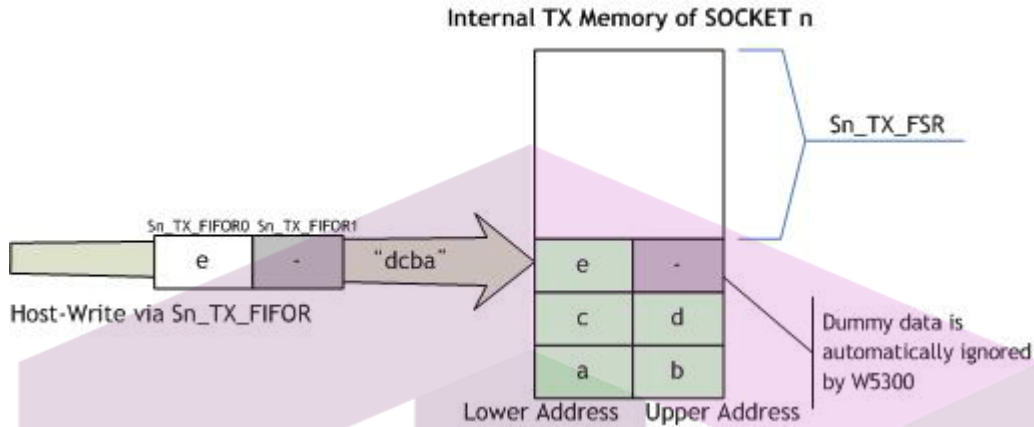 Internal TX Memory of SOCKET n
Sn_TX_FSR
Sn_TX_FIFOR0 Sn_TX_FIFOR1
e
-
"dcba"
e
-
Host-Write via Sn_TX_FIFOR
c
d
a
b
Dummy data is
automatically ignored
by W5300
Lower Address
Upper Address